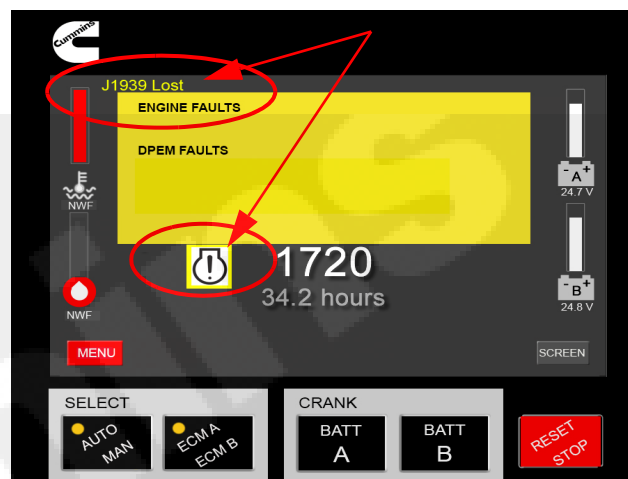 cummins
J1939 Lost
ENGINE FAULTS
DPEM FAULTS
NWF
- A +
24.7 V
1720
34.2 hours
NWF
- B +
24.8 V
MENU
SCREEN
SELECT
AUTO
MAN
ECM A
ECM B
CRANK
BATT
A
BATT
B
RESET
STOP